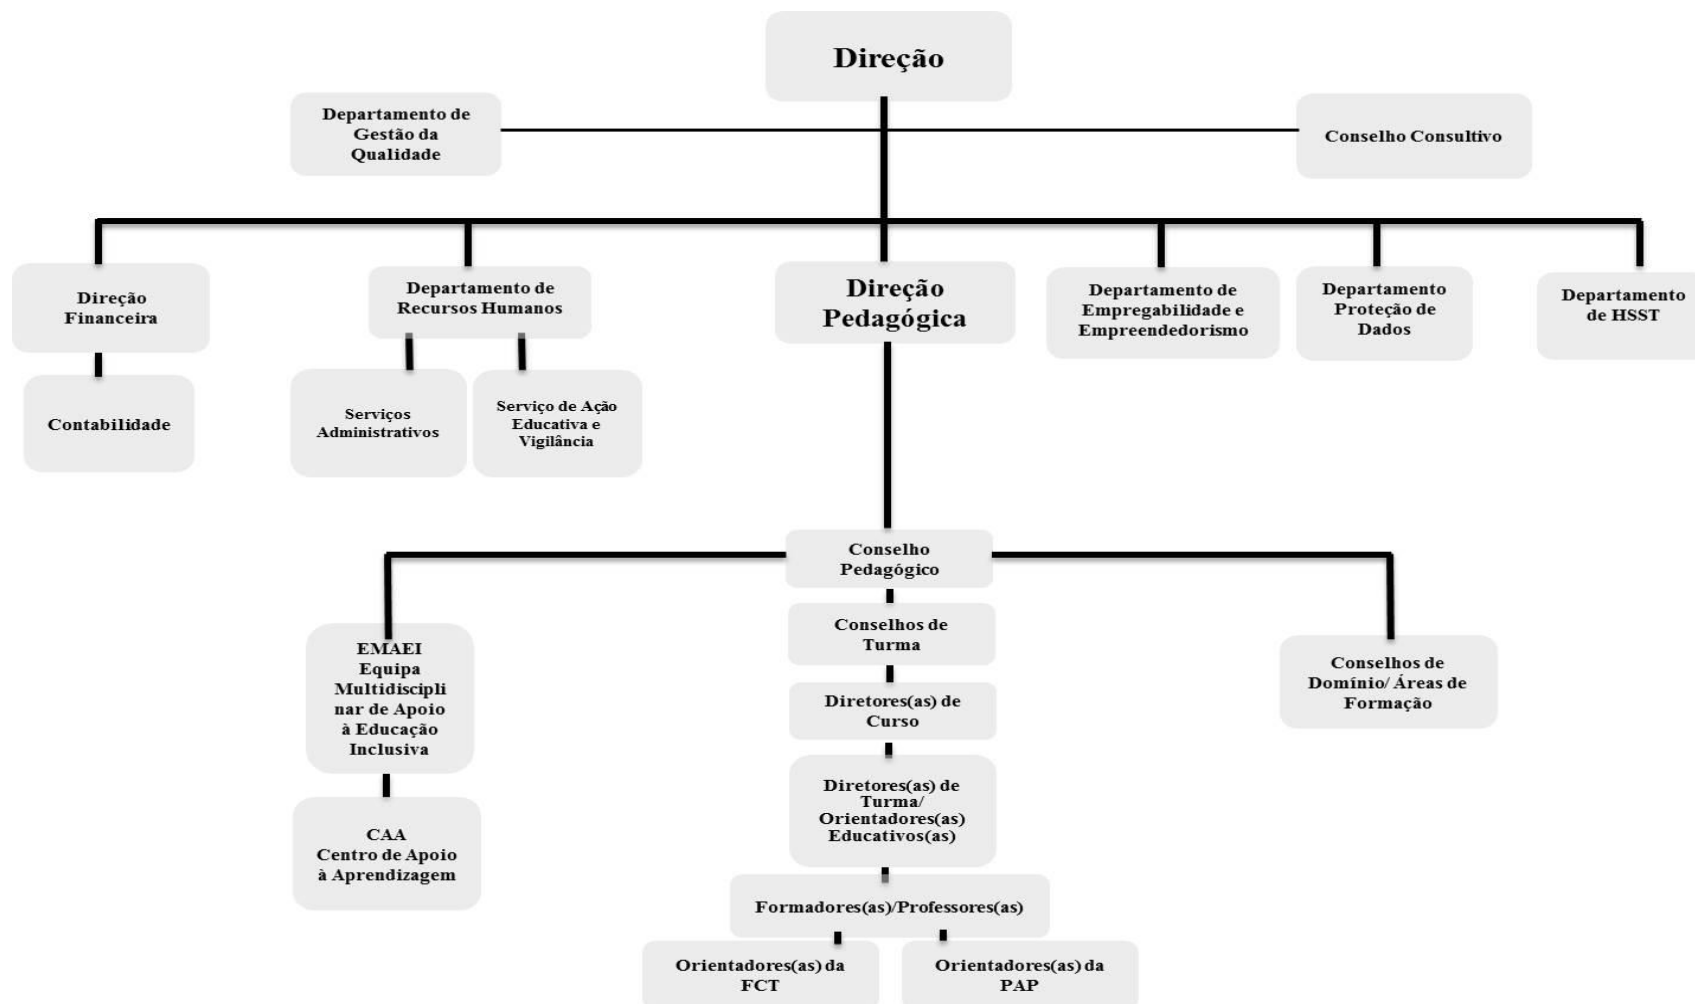 Direção
Departamento de
Gestão da
Qualidade
Conselho Consultivo
Direção
Financeira
Departamento de
Recursos Humanos
Direção
Pedagógica
Departamento de
Empregabilidade e
Empreendedorismo
Departamento
Proteção de
Dados
Departamento
de HSST
Contabilidade
Serviços
Administrativos
Serviço de Ação
Educativa e
Vigilância
Conselho
Pedagógico
Conselhos de
Turma
EMAEI
Equipa
Multidiscipli
nar de Apoio
à Educação
Inclusiva
Conselhos de
Domínio/ Áreas de
Formação
Diretores(as) de
Curso
Diretores(as) de
Turma/
Orientadores(as)
Educativos(as)
CAA
Centro de Apoio
à Aprendizagem
Formadores(as)/Professores(as)
Orientadores(as) da
FCT
Orientadores(as) da
PAP